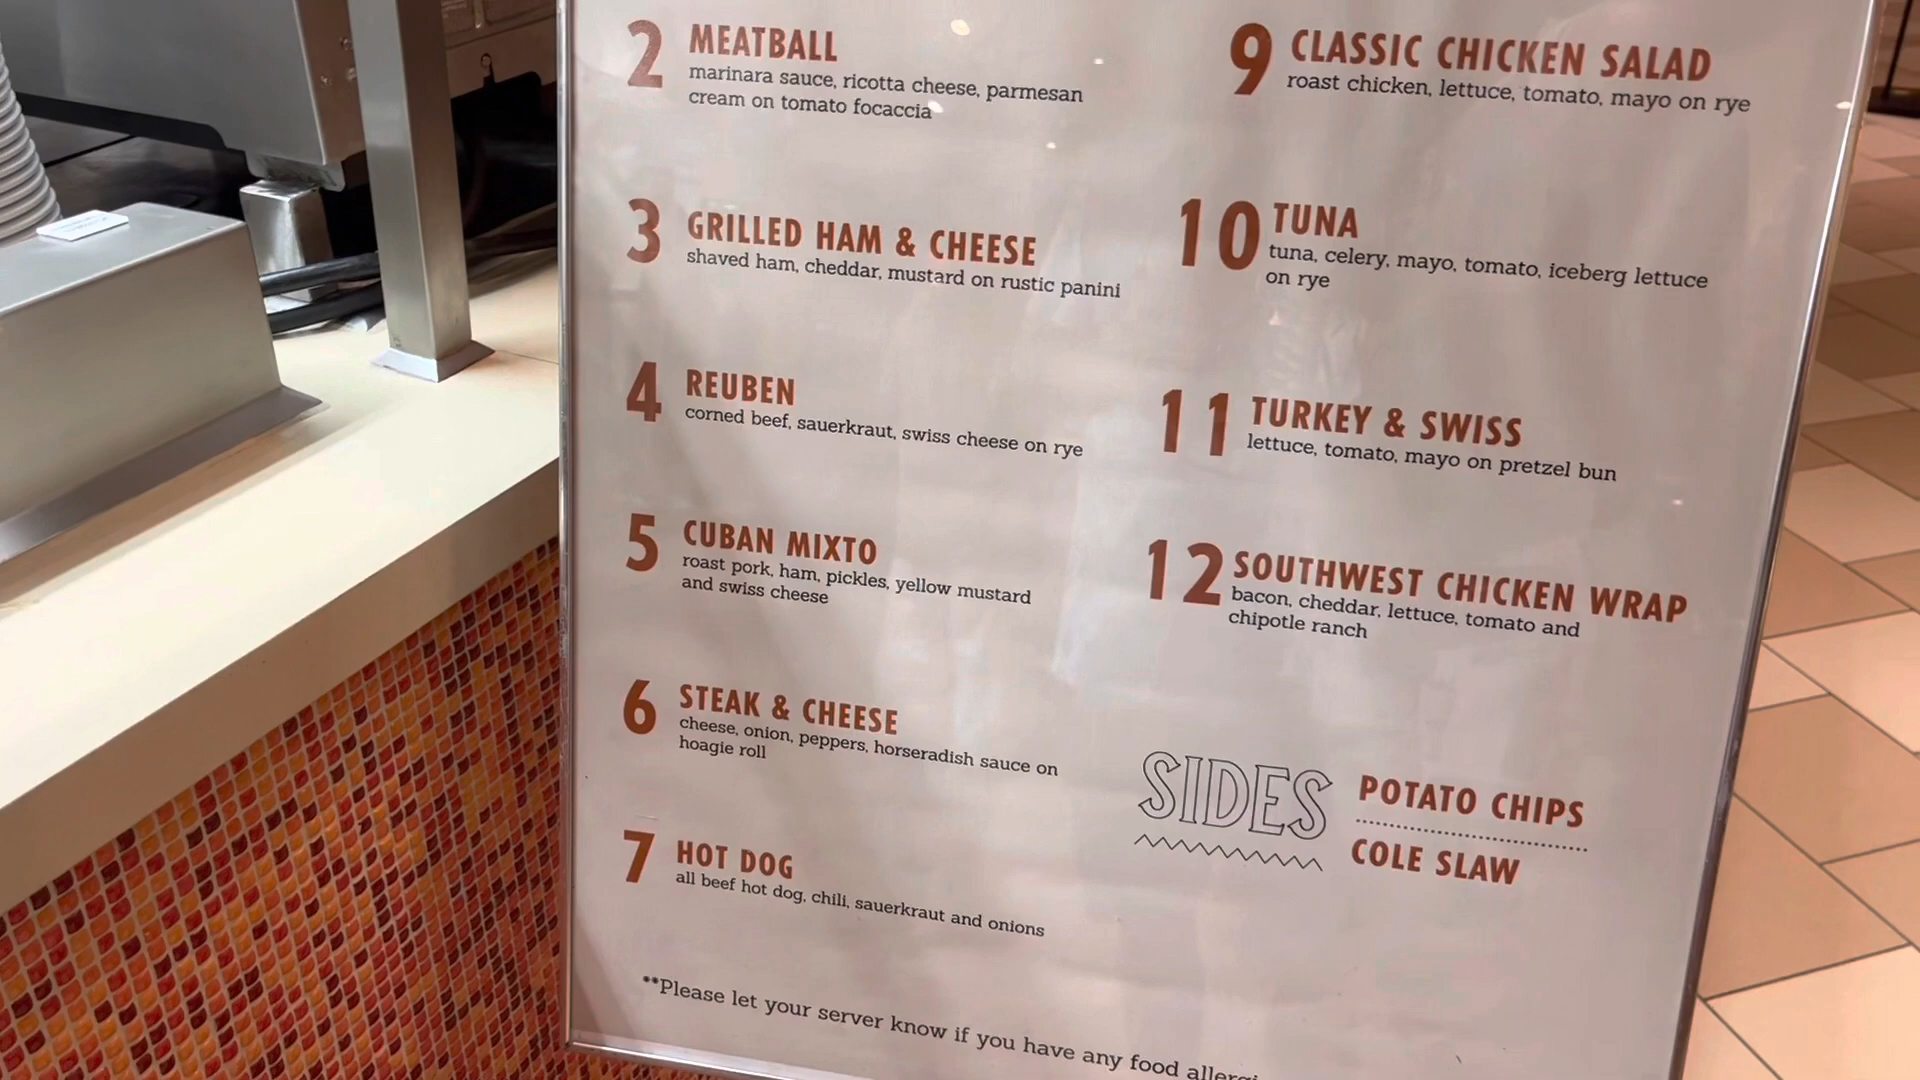 2 MEATBALL
marinara sauce, ricotta cheese, parmesan
cream on tomato focaccia
3 GRILLED HAM & CHEESE
shaved ham, cheddar, mustard on rustic panini
4 REUBEN
corned beef, sauerkraut, swiss cheese on rye
5 CUBAN MIXTO
roast pork, ham, pickles, yellow mustard
and swiss cheese
6 STEAK & CHEESE
cheese, onion, peppers, horseradish sauce on
hoagie roll
7 HOT DOG
all beef hot dog, chili, sauerkraut and onions
9 CLASSIC CHICKEN SALAD
roast chicken, lettuce, tomato, mayo on rye
10 TUNA
tuna, celery, mayo, tomato, iceberg lettuce
on rye
11 TURKEY & SWISS
lettuce, tomato, mayo on pretzel bun
12 SOUTHWEST CHICKEN WRAP
bacon, cheddar, lettuce, tomato and
chipotle ranch
SIDES
POTATO CHIPS
COLE SLAW
**Please let your server know if you have any food